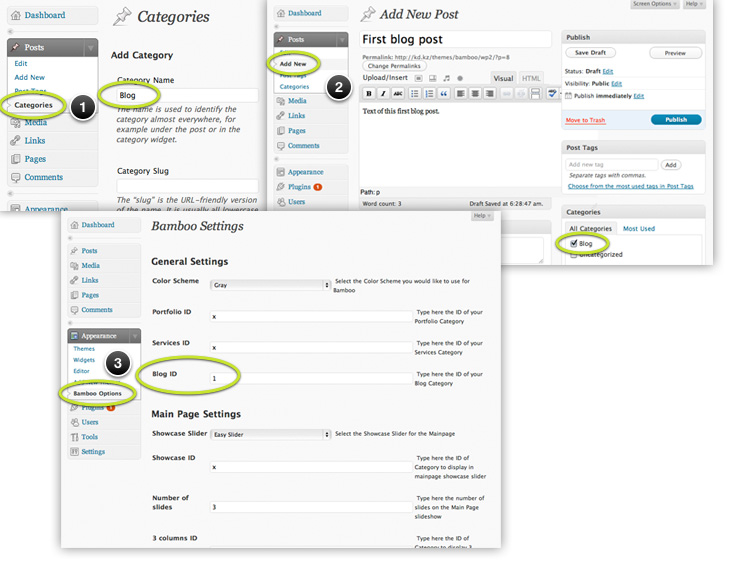 Dashboard
Posts
Edit
Add New
Post Tags
Categories
Media
Links
Pages
Comments
Appearance
1
Categories
Add Category
Category Name
Blog
The name is used to identify the
category almost everywhere, for
example under the post or in the
category widget.
Category Slug
The "slug" is the URL-friendly version
of the name. It is usually all lowercase
Screen Options
Help
Dashboard
Posts
Add New
Post Tags
Categories
Media
Links
Pages
Comments
Appearance
Plugins 1
Users
2
Add New Post
First blog post
Permalink: http://kd.kz/themes/bamboo/wp2/?p=8
Change Permalinks
Upload/Insert
Visual
HTML
B I ABC
Text of this first blog post.
Path: p
Word count: 3
Draft Saved at 6:28:47 am.
Publish
Save Draft
Preview
Status: Draft Edit
Visibility: Public Edit
Publish immediately Edit
Move to Trash
Publish
Post Tags
Add new tag
Add
Separate tags with commas.
Choose from the most used tags in Post Tags
Categories
All Categories
Most Used
Blog
Uncategorized
Help
Dashboard
Posts
Media
Links
Pages
Comments
Appearance
Themes
Widgets
Editor
Bamboo Options
Plugins 1
Users
Tools
Settings
3
Bamboo Settings
General Settings
Color Scheme
Gray
Select the Color Scheme you would like to use for
Bamboo
Portfolio ID
x
Type here the ID of your
Portfolio Category
Services ID
x
Type here the ID of your
Services Category
Blog ID
1
Type here the ID of your
Blog Category
Main Page Settings
Showcase Slider
Easy Slider
Select the Showcase Slider for the Mainpage
Showcase ID
x
Type here the ID of
Category to display in
mainpage showcase slider
Number of
slides
3
Type here the number of
slides on the Main Page
slideshow
3 columns ID
Type here the ID of
Category to display 3